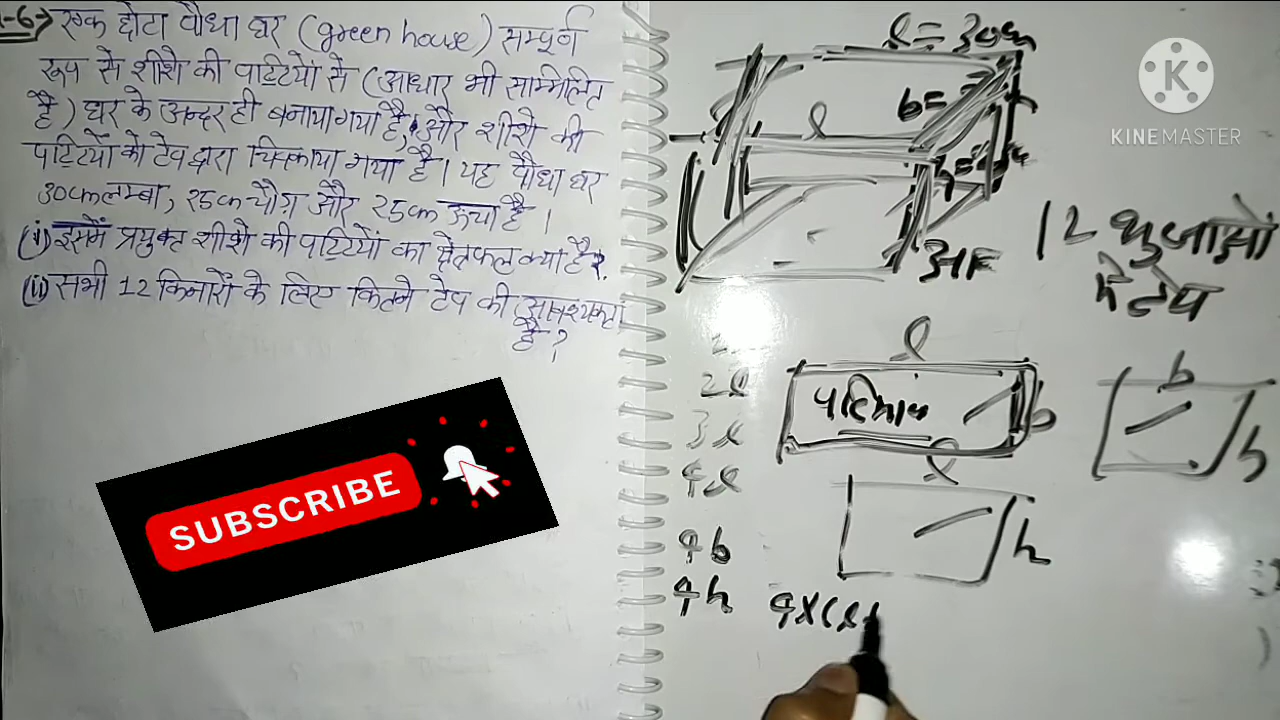 -6) एक छोटा पौधा घर (green house) सम्पूर्ण
रूप से शीशे की पट्टियों से (आधार भी सम्मिलित
है) घर के अन्दर ही बनाया गया है, और शीशे की
पट्टियों को टेप द्वारा चिपकाया गया है। यह पौधा घर
30cm लम्बा, 25cm चौड़ा और 25cm ऊंचा है।
(i) इसमें प्रयुक्त शीशे की पट्टियों का क्षेत्रफल क्या है?
(ii) सभी 12 किनारों के लिए कितने टेप की आवश्यकता
है?
SUBSCRIBE
l = 30cm
b=
l
h
K
KINEMASTER
12 भुजाओं
में टेप
l
b
l
b
h
l
h
2l
3l
4l
4b
4h
4X(l+